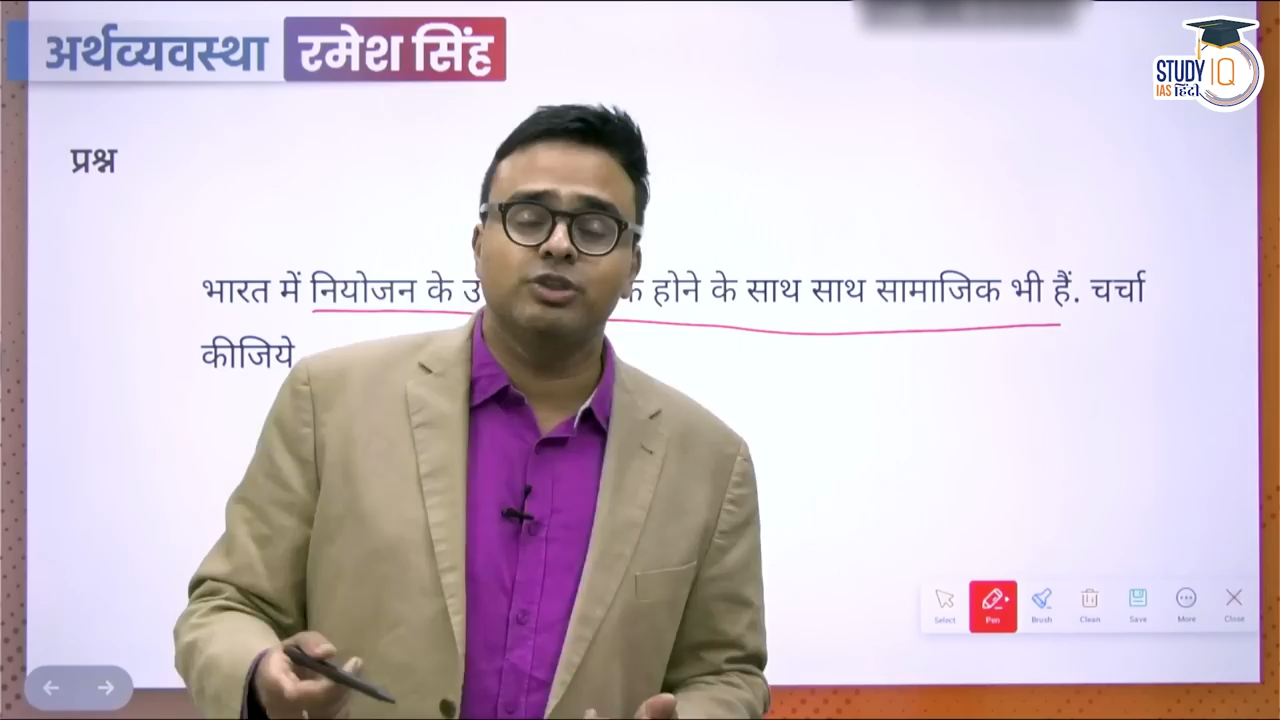 अर्थव्यवस्था रमेश सिंह
STUDY IQ
IAS हिंदी
प्रश्न
भारत में नियोजन के होने के साथ साथ सामाजिक भी हैं. चर्चा
कीजिये
Select Pen Brush Clean Save More Close